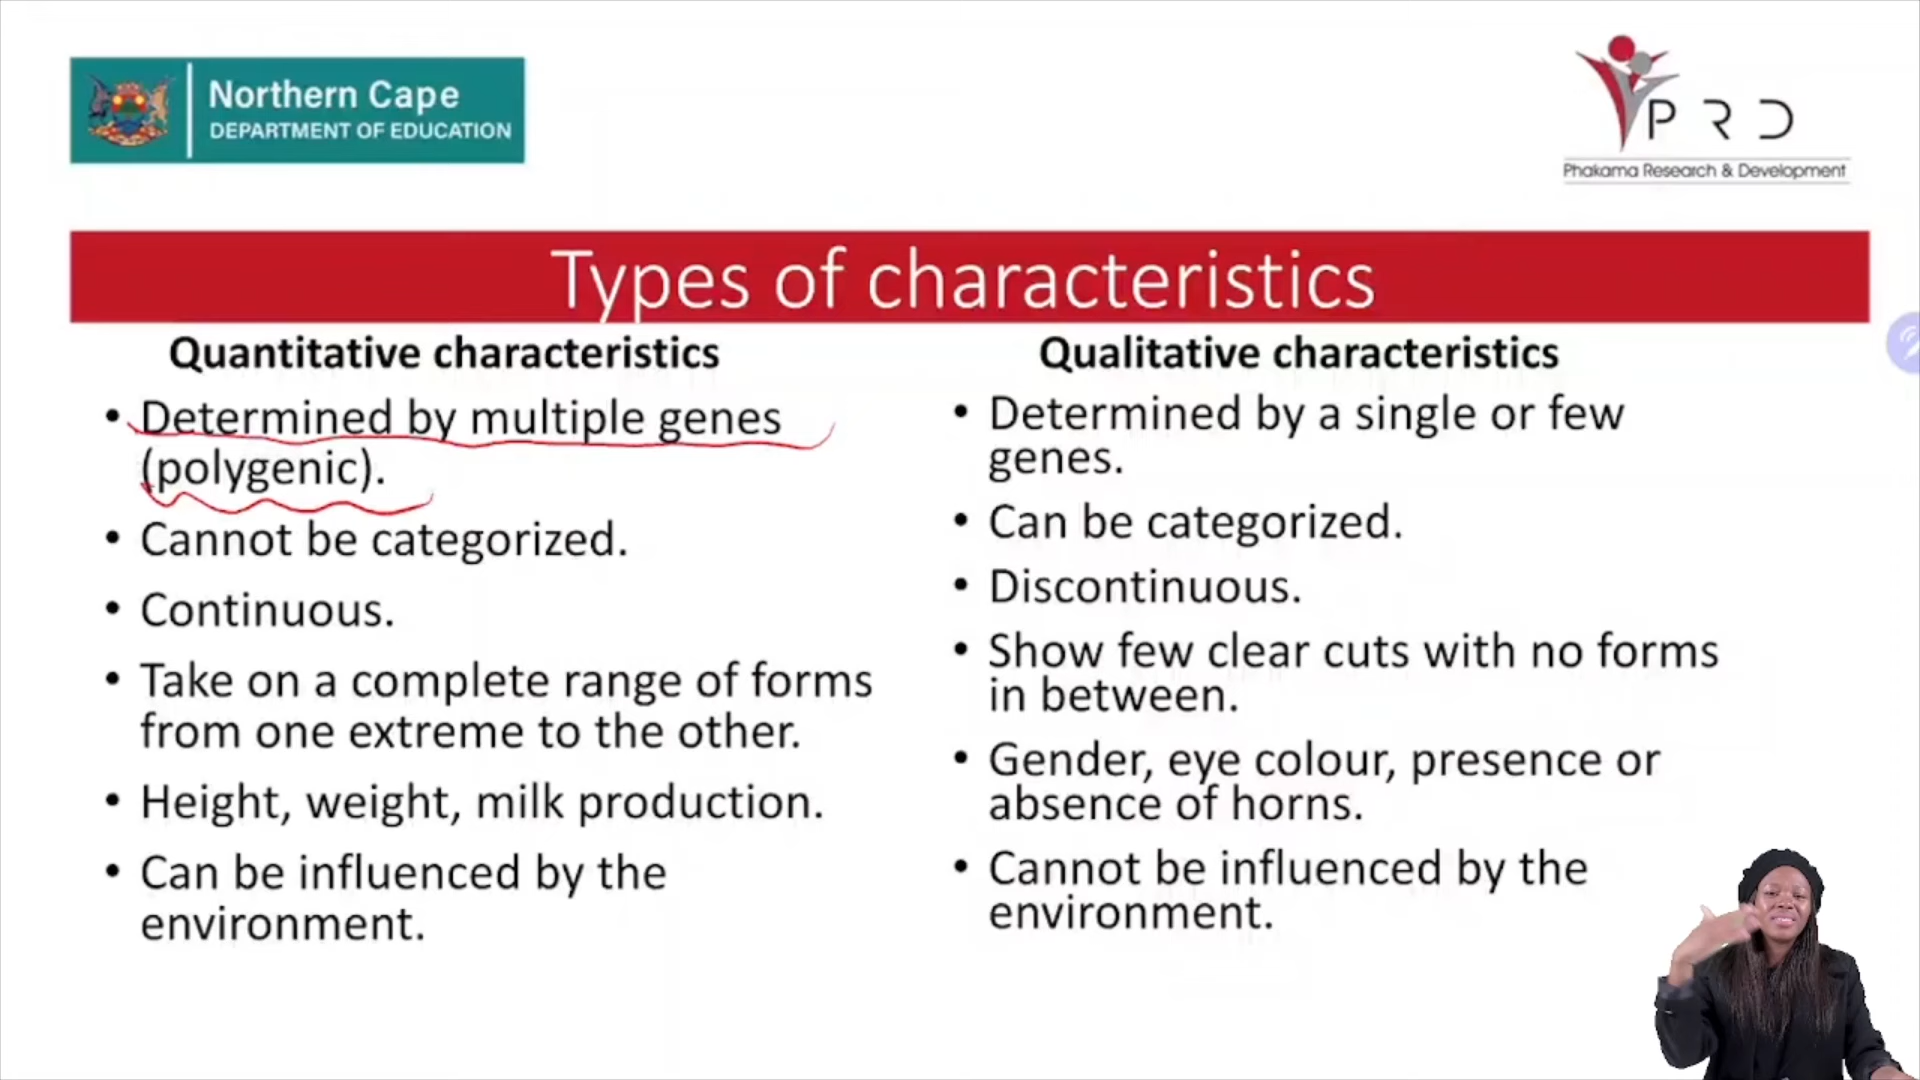 Northern Cape
DEPARTMENT OF EDUCATION
PRD
Phakama Research & Development
Types of characteristics
Quantitative characteristics
• Determined by multiple genes
(polygenic).
• Cannot be categorized.
• Continuous.
• Take on a complete range of forms
from one extreme to the other.
• Height, weight, milk production.
• Can be influenced by the
environment.
Qualitative characteristics
• Determined by a single or few
genes.
• Can be categorized.
• Discontinuous.
• Show few clear cuts with no forms
in between.
• Gender, eye colour, presence or
absence of horns.
• Cannot be influenced by the
environment.